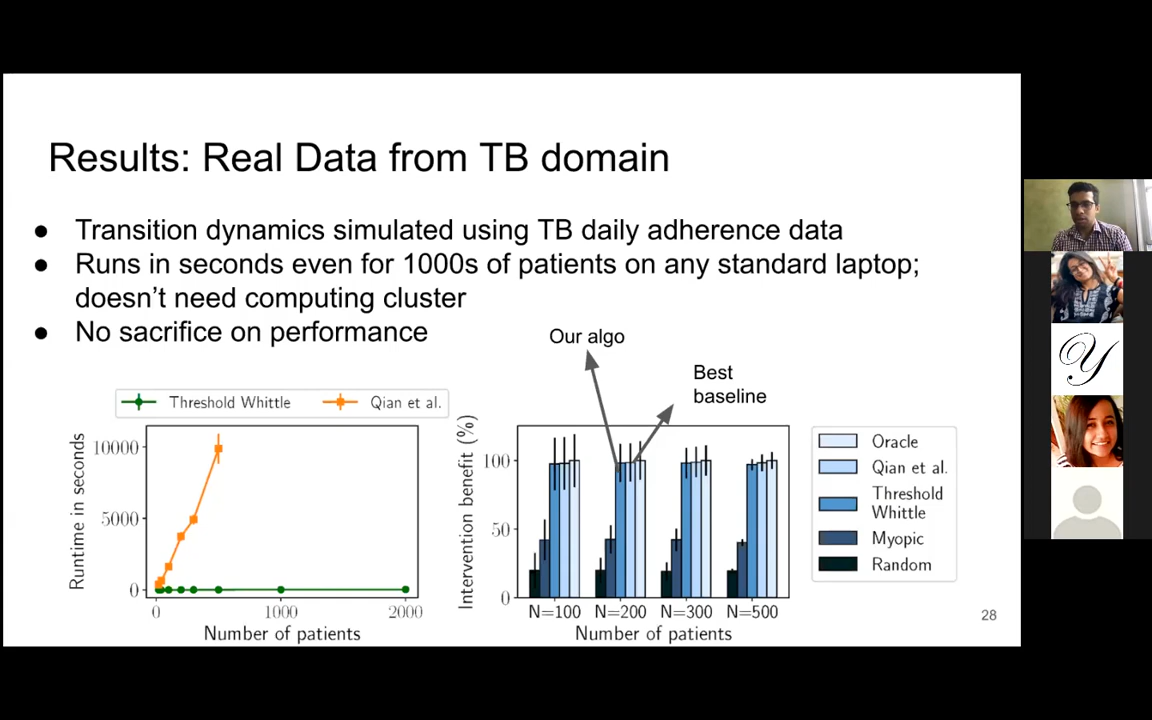 Results: Real Data from TB domain
● Transition dynamics simulated using TB daily adherence data
● Runs in seconds even for 1000s of patients on any standard laptop;
doesn't need computing cluster
● No sacrifice on performance
Our algo
Best
baseline
Threshold Whittle
Qian et al.
Runtime in seconds
10000
5000
0
0
1000
2000
Number of patients
Intervention benefit (%)
100
50
0
N=100
N=200
N=300
N=500
Number of patients
Oracle
Qian et al.
Threshold
Whittle
Myopic
Random
28
Y